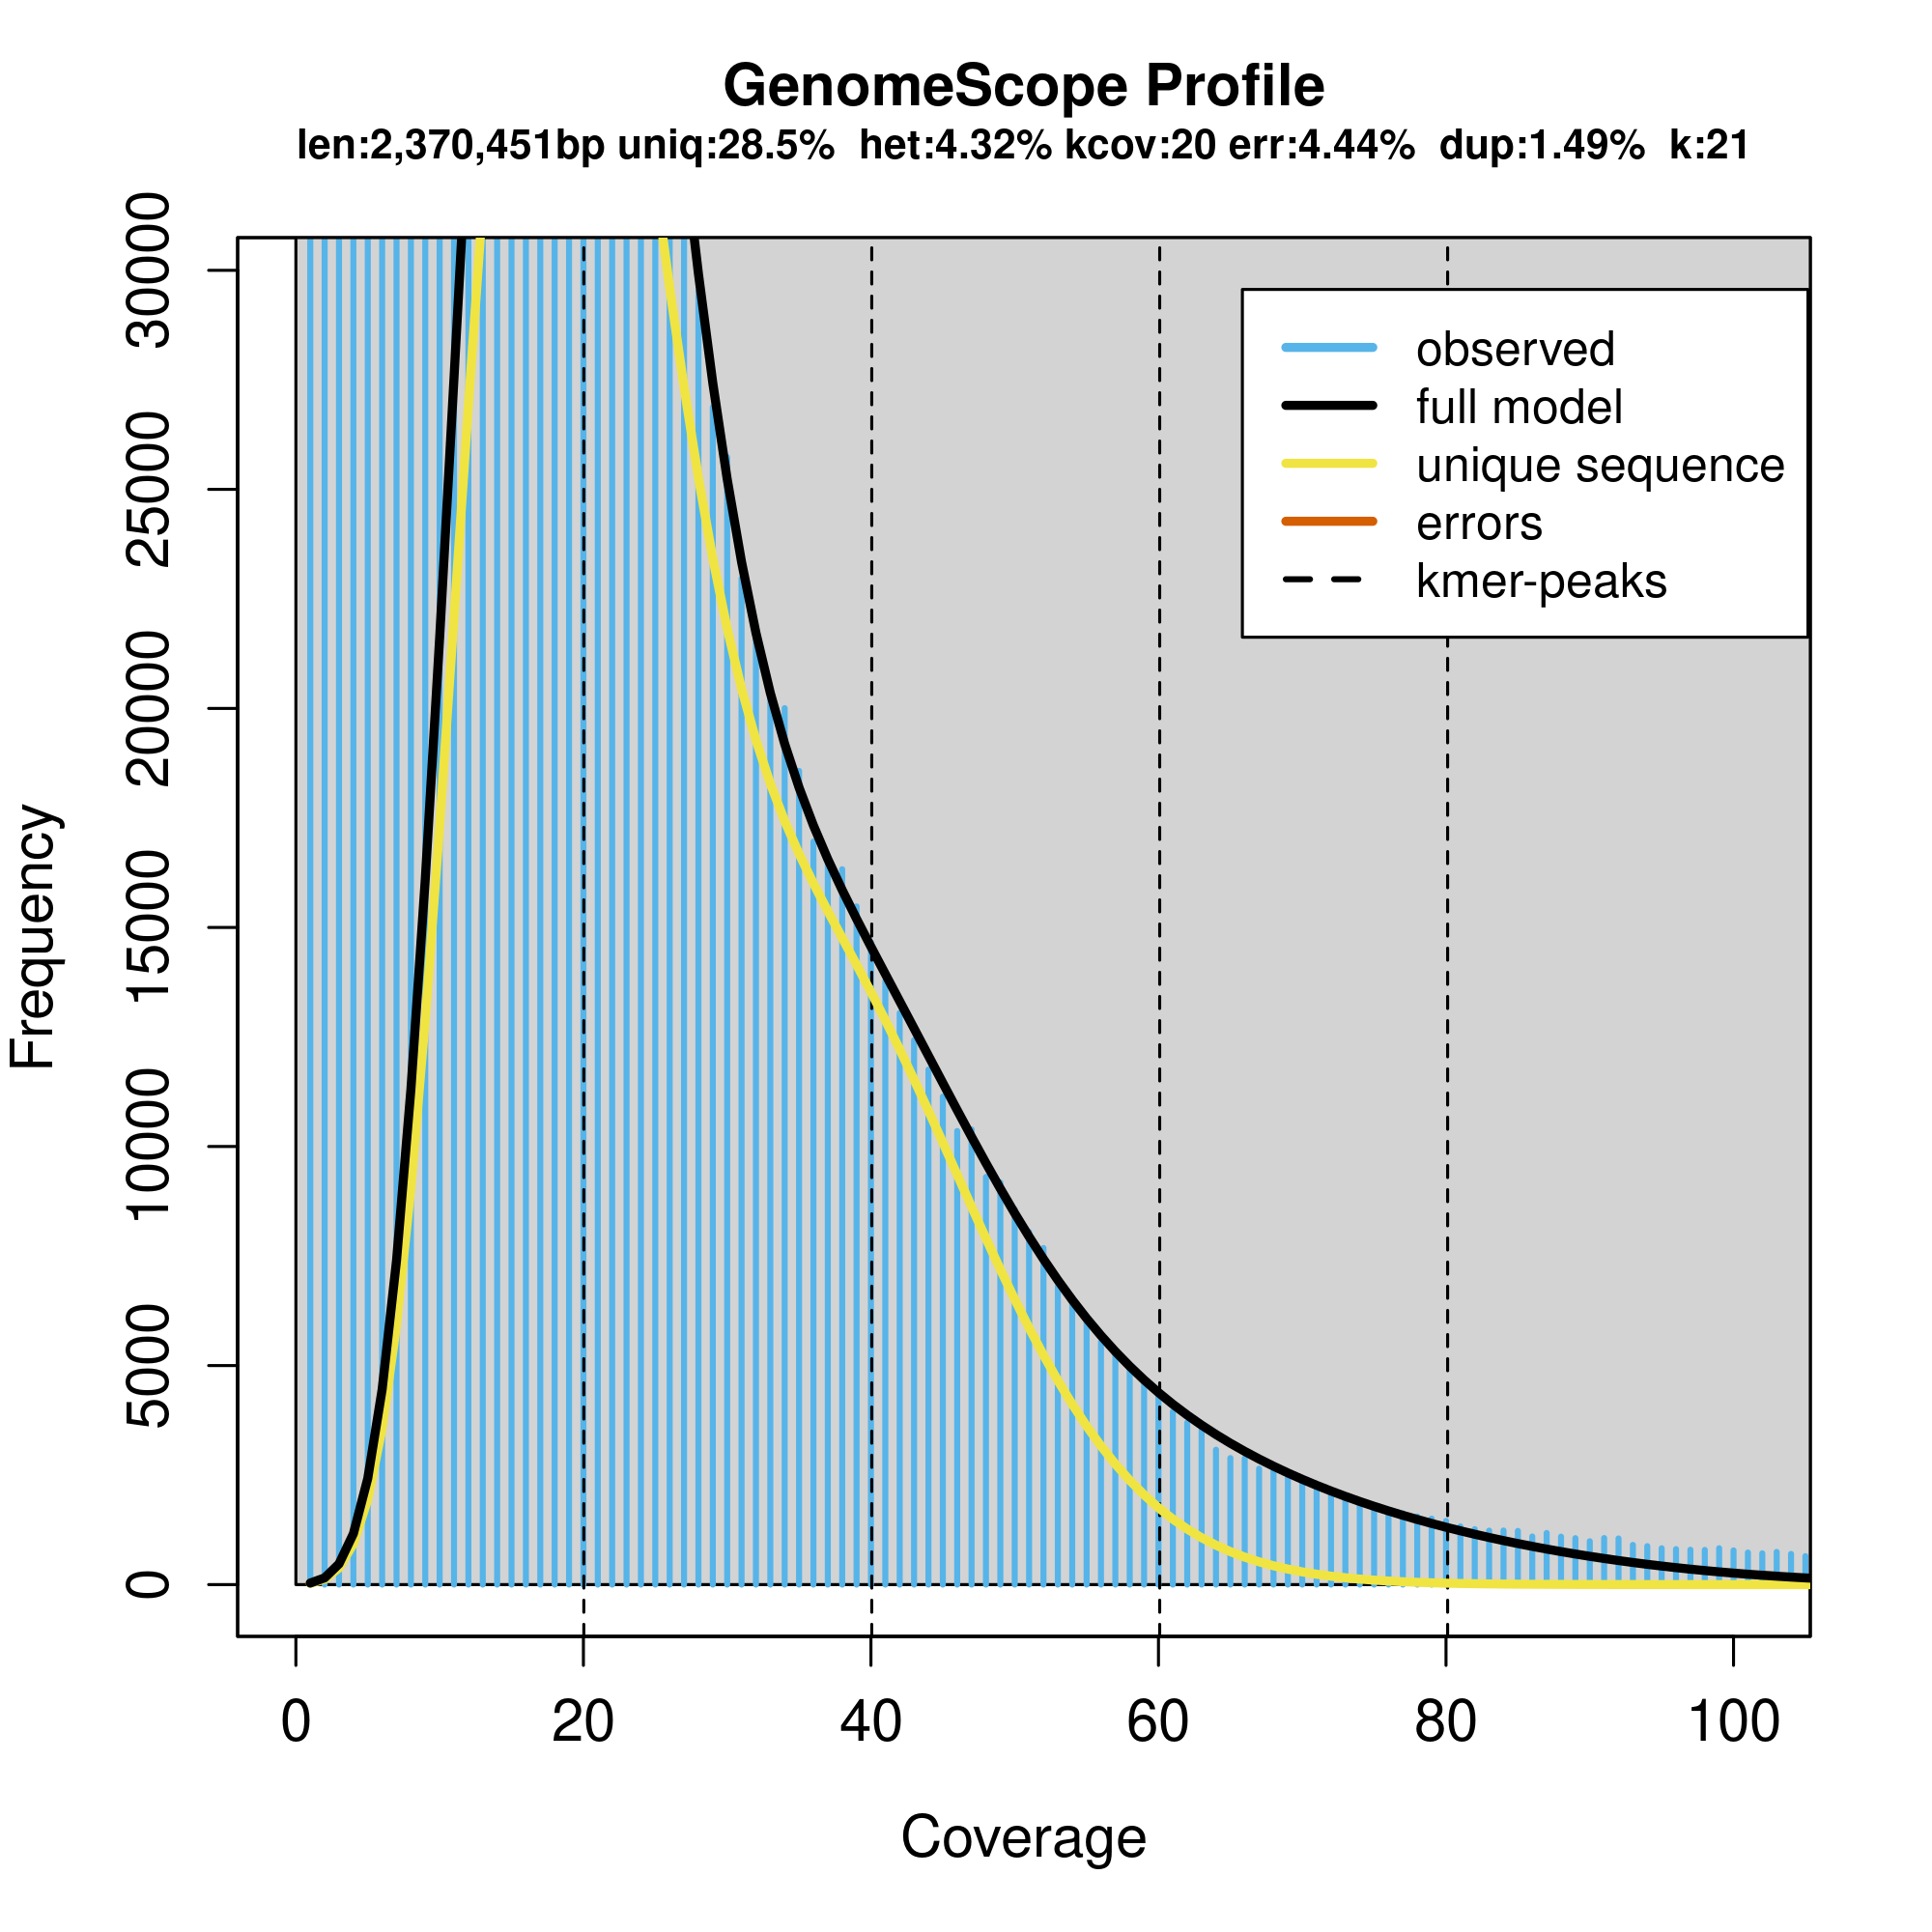 GenomeScope Profile
len:2,370,451bp uniq:28.5% het:4.32% kcov:20 err:4.44% dup:1.49% k:21
Frequency
30000
25000
20000
15000
10000
5000
0
observed
full model
unique sequence
errors
kmer-peaks
0 20 40 60 80 100
Coverage